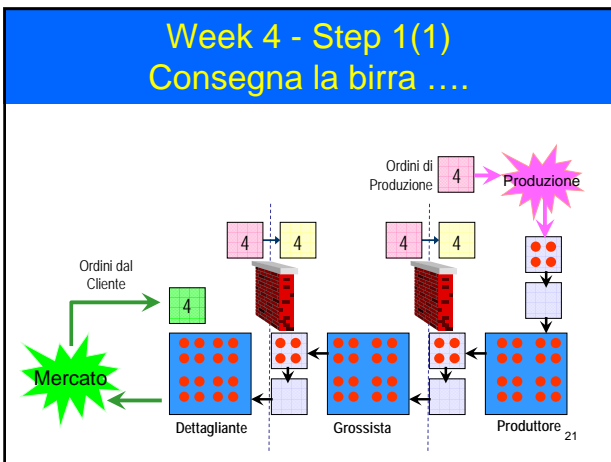 Week 4 - Step 1(1)
Consegna la birra ....
Ordini di
Produzione
4
Produzione
4
4
4
4
Ordini dal
Cliente
4
Mercato
Dettagliante
Grossista
Produttore
21